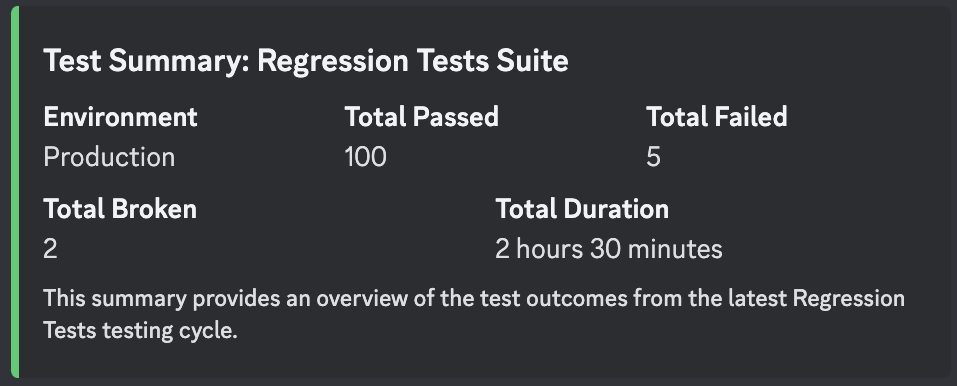 Test Summary: Regression Tests Suite
Environment Total Passed Total Failed
Production 100 5
Total Broken Total Duration
2 2 hours 30 minutes
This summary provides an overview of the test outcomes from the latest Regression
Tests testing cycle.